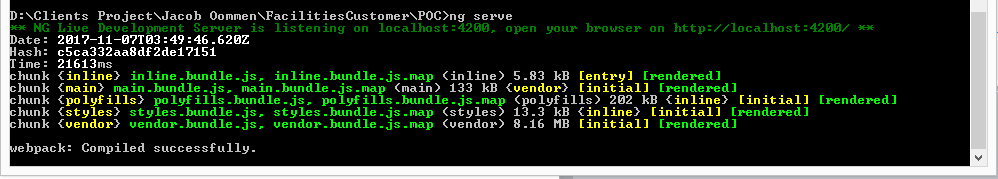 D:\Clients Project\Jacob Oommen\FacilitiesCustomer\POC>ng serve
** NG Live Development Server is listening on localhost:4200, open your browser on http://localhost:4200/ **
Date: 2017-11-07T03:49:46.620Z
Hash: c5ca332aa8df2de17151
Time: 21613ms
chunk {inline} inline.bundle.js, inline.bundle.js.map (inline) 5.83 kB [entry] [rendered]
chunk {main} main.bundle.js, main.bundle.js.map (main) 133 kB {vendor} [initial] [rendered]
chunk {polyfills} polyfills.bundle.js, polyfills.bundle.js.map (polyfills) 202 kB {inline} [initial] [rendered]
chunk {styles} styles.bundle.js, styles.bundle.js.map (styles) 13.3 kB {inline} [initial] [rendered]
chunk {vendor} vendor.bundle.js, vendor.bundle.js.map (vendor) 8.16 MB [initial] [rendered]
webpack: Compiled successfully.